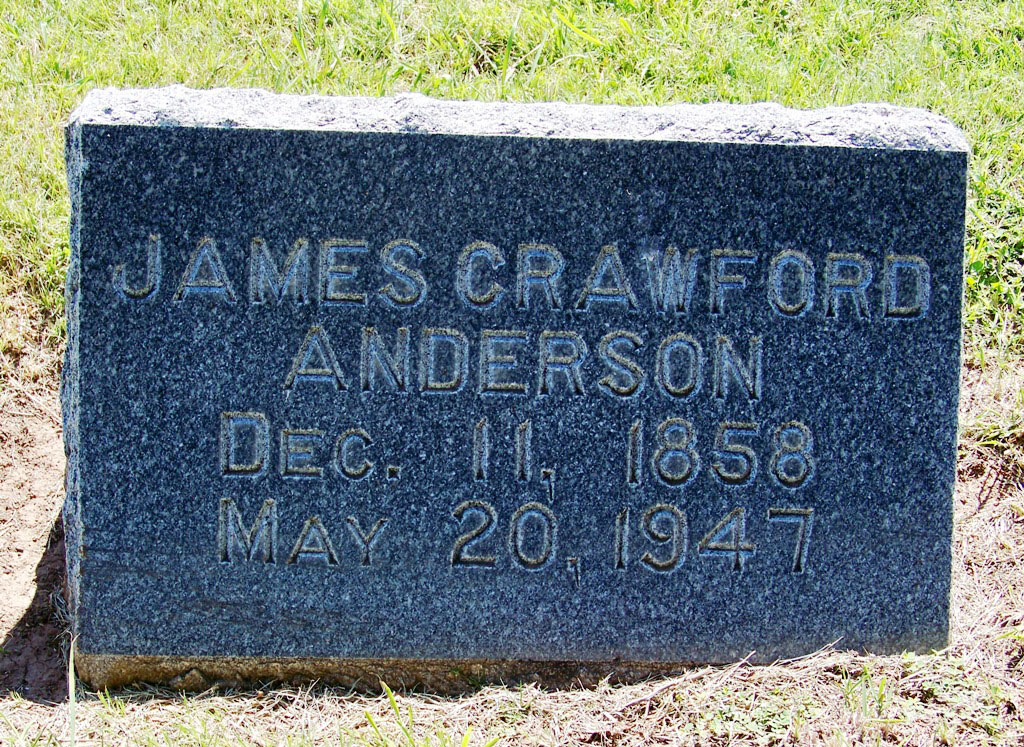 JAMES CRAWFORD
ANDERSON
DEC. 11, 1858
MAY 20, 1947